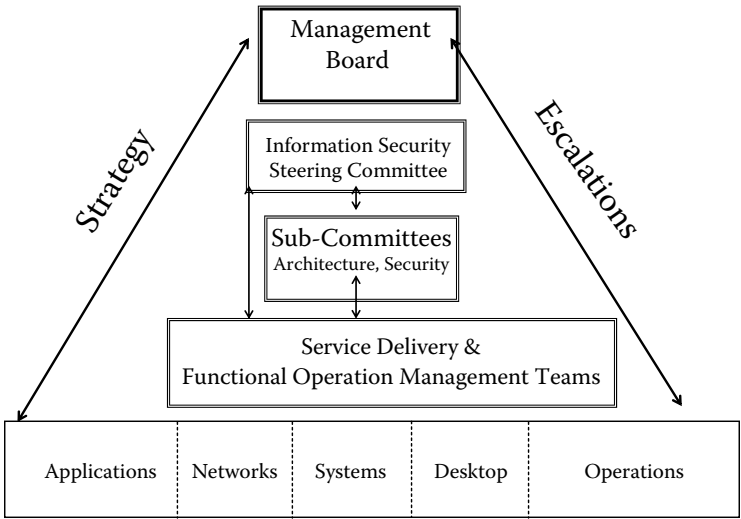 Management
Board
Strategy
Escalations
Information Security
Steering Committee
Sub-Committees
Architecture, Security
Service Delivery &
Functional Operation Management Teams
Applications
Networks
Systems
Desktop
Operations